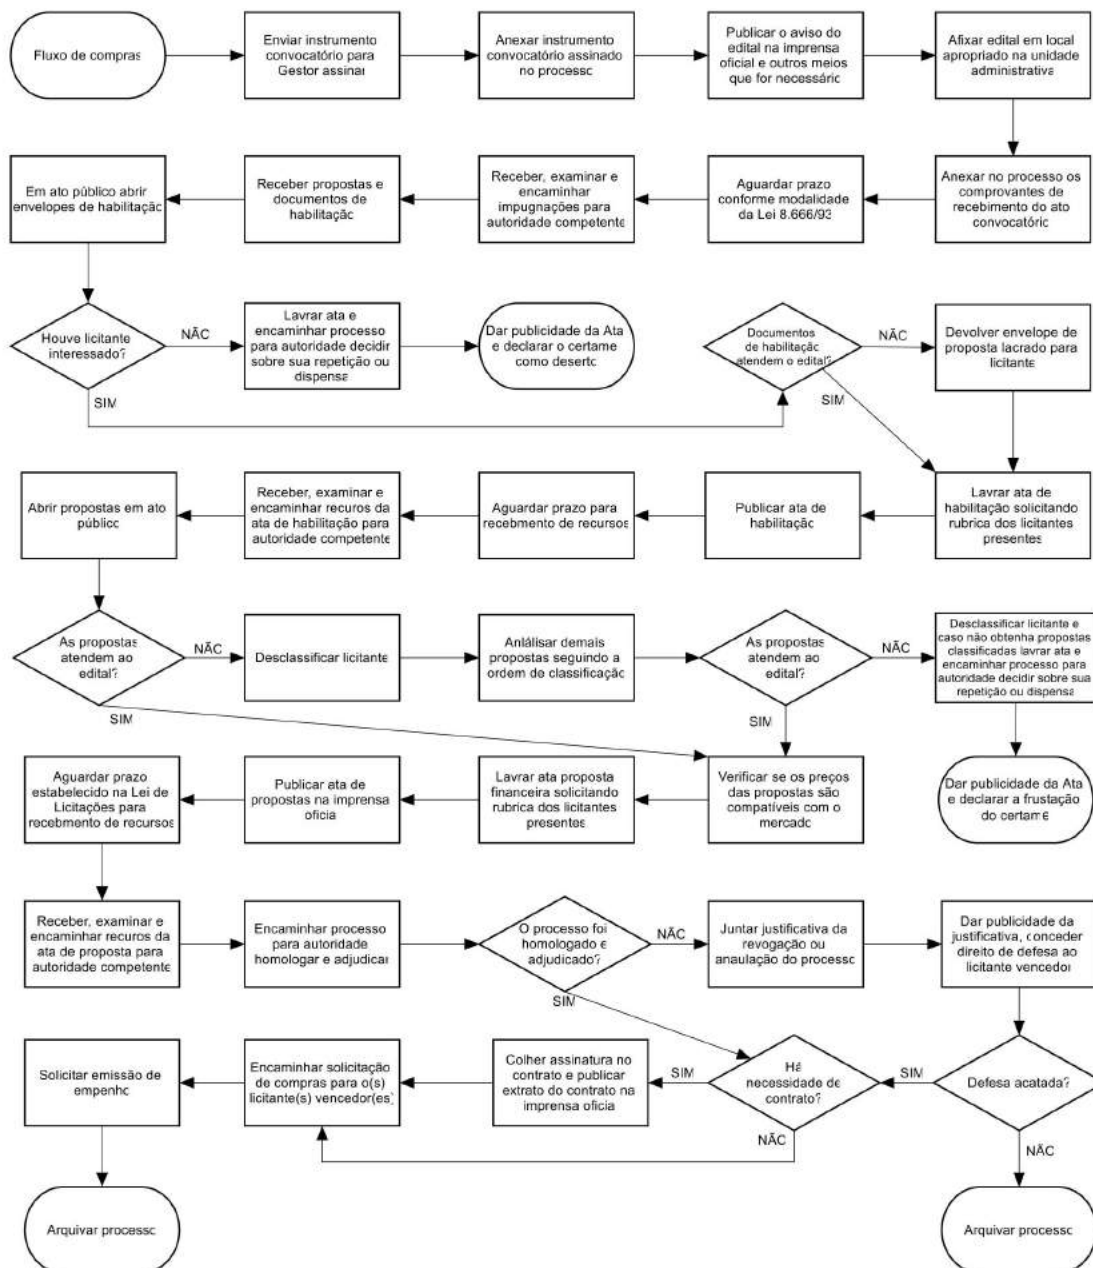 Fluxo de compras
Enviar instrumento
convocatório para
Gestor assinar
Anexar instrumento
convocatório assinado
no processo
Publicar o aviso do
edital na imprensa
oficial e outros meios
que for necessário
Afixar edital em local
apropriado na unidade
administrativa
Em ato público abrir
envelopes de habilitação
Receber propostas e
documentos de
habilitação
Receber, examinar e
encaminhar
impugnações para
autoridade competente
Aguardar prazo
conforme modalidade
da Lei 8.666/93
Anexar no processo os
comprovantes de
recebimento do ato
convocatório
Houve licitante
interessado?
NÃO
SIM
Lavrar ata e
encaminhar processo
para autoridade decidir
sobre sua repetição ou
dispensa
Dar publicidade da Ata
e declarar o certame
como deserto
Documentos
de habilitação
atendem o edital?
NÃO
SIM
Devolver envelope de
proposta lacrado para
licitante
Abrir propostas em ato
público
Receber, examinar e
encaminhar recuros da
ata de habilitação para
autoridade competente
Aguardar prazo para
recebmento de recursos
Publicar ata de
habilitação
Lavrar ata de
habilitação solicitando
rubrica dos licitantes
presentes
As propostas
atendem ao
edital?
NÃO
SIM
Desclassificar licitante
Anlálisar demais
propostas seguindo a
ordem de classificação
As propostas
atendem ao
edital?
NÃO
SIM
Desclassificar licitante e
caso não obtenha propostas
classificadas lavrar ata e
encaminhar processo para
autoridade decidir sobre sua
repetição ou dispensa
Aguardar prazo
estabelecido na Lei de
Licitações para
recebmento de recursos
Publicar ata de
propostas na imprensa
oficial
Lavrar ata proposta
financeira solicitando
rubrica dos licitantes
presentes
Verificar se os preços
das propostas são
compatíveis com o
mercado
Dar publicidade da Ata
e declarar a frustação
do certame
Receber, examinar e
encaminhar recuros da
ata de proposta para
autoridade competente
Encaminhar processo
para autoridade
homologar e adjudicar
O processo foi
homologado e
adjudicado?
NÃO
SIM
Juntar justificativa da
revogação ou
anaulação do processo
Dar publicidade da
justificativa, conceder
direito de defesa ao
licitante vencedor
Solicitar emissão de
empenho
Encaminhar solicitação
de compras para o(s)
licitante(s) vencedor(es)
Colher assinatura no
contrato e publicar
extrato do contrato na
imprensa oficial
SIM
Há
necessidade de
contrato?
NÃO
SIM
Defesa acatada?
NÃO
Arquivar processo
Arquivar processo